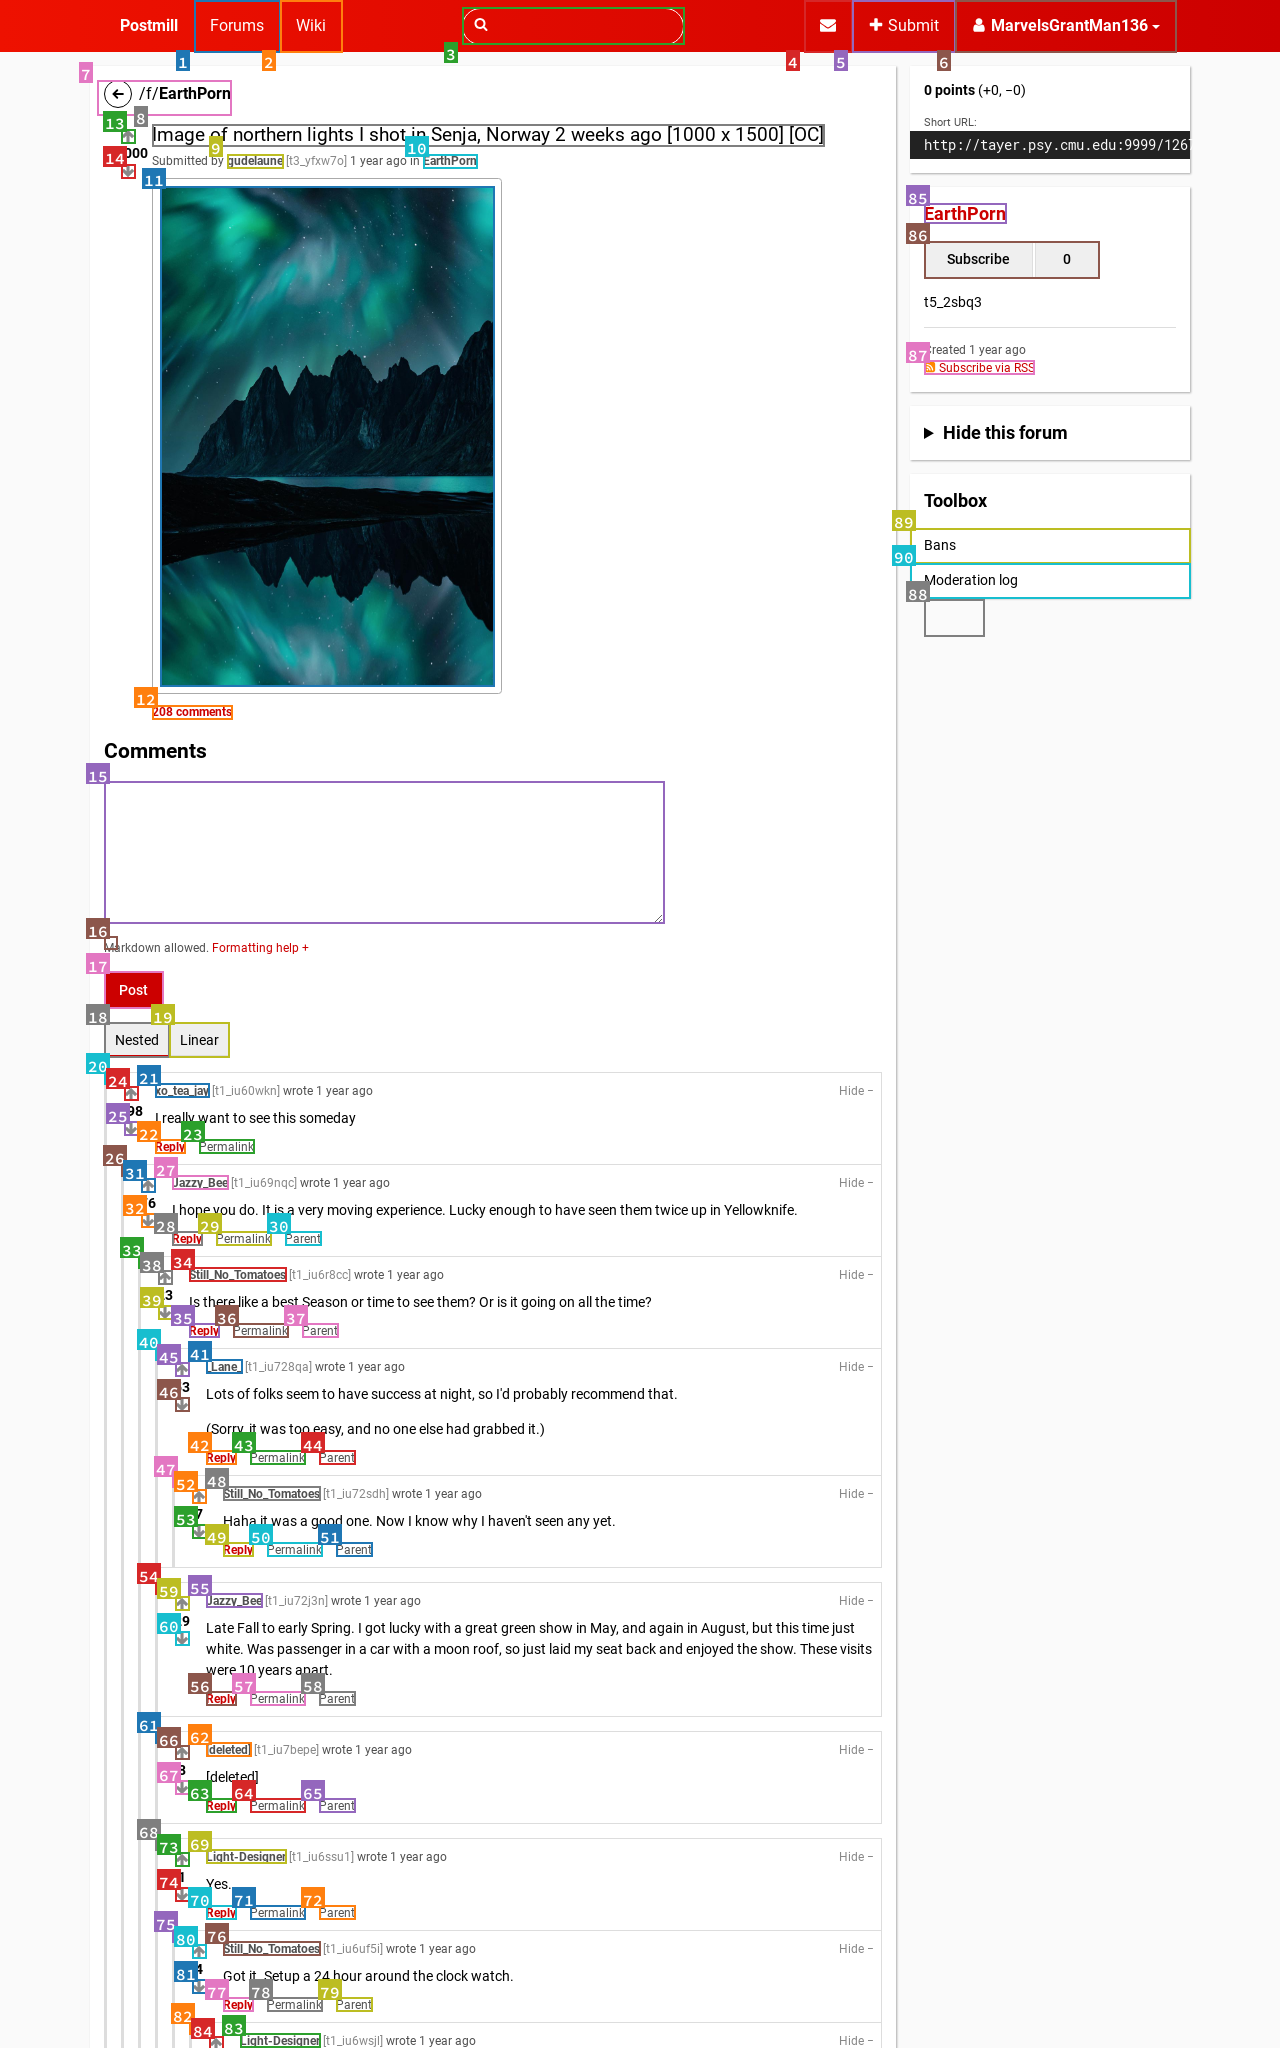 Postmill
Forums
Wiki
Submit
MarvelsGrantMan136
1
2
3
4
5
6
7
/f/EarthPorn
8
13
Image of northern lights I shot in Senja, Norway 2 weeks ago [1000 x 1500] [OC]
9
10
14
Submitted by gudelaune [t3_yfxw7o] 1 year ago in EarthPorn
11
12
208 comments
Comments
15
16
Markdown allowed. Formatting help +
17
Post
18
19
Nested
Linear
20
24
21
xo_tea_jay [t1_iu60wkn] wrote 1 year ago
Hide −
25
I really want to see this someday
22
23
Reply
Permalink
26
31
27
Jazzy_Bee [t1_iu69nqc] wrote 1 year ago
Hide −
32
I hope you do. It is a very moving experience. Lucky enough to have seen them twice up in Yellowknife.
28
29
30
Reply
Permalink
Parent
33
38
34
Still_No_Tomatoes [t1_iu6r8cc] wrote 1 year ago
Hide −
39
Is there like a best Season or time to see them? Or is it going on all the time?
35
36
37
Reply
Permalink
Parent
40
45
41
_Lane_ [t1_iu728qa] wrote 1 year ago
Hide −
46
Lots of folks seem to have success at night, so I'd probably recommend that.
(Sorry, it was too easy, and no one else had grabbed it.)
42
43
44
Reply
Permalink
Parent
47
52
48
Still_No_Tomatoes [t1_iu72sdh] wrote 1 year ago
Hide −
53
Haha it was a good one. Now I know why I haven't seen any yet.
49
50
51
Reply
Permalink
Parent
54
59
55
Jazzy_Bee [t1_iu72j3n] wrote 1 year ago
Hide −
60
Late Fall to early Spring. I got lucky with a great green show in May, and again in August, but this time just
white. Was passenger in a car with a moon roof, so just laid my seat back and enjoyed the show. These visits
were 10 years apart.
56
57
58
Reply
Permalink
Parent
61
66
62
[deleted] [t1_iu7bepe] wrote 1 year ago
Hide −
67
[deleted]
63
64
65
Reply
Permalink
Parent
68
73
69
Light-Designer [t1_iu6ssu1] wrote 1 year ago
Hide −
74
Yes.
70
71
72
Reply
Permalink
Parent
75
80
76
Still_No_Tomatoes [t1_iu6uf5i] wrote 1 year ago
Hide −
81
Got it. Setup a 24 hour around the clock watch.
77
78
79
Reply
Permalink
Parent
82
84
83
Light-Designer [t1_iu6wsjl] wrote 1 year ago
Hide −
0 points (+0, −0)
Short URL:
http://tayer.psy.cmu.edu:9999/126
85
EarthPorn
86
Subscribe
0
t5_2sbq3
87
Created 1 year ago
Subscribe via RSS
Hide this forum
Toolbox
89
Bans
90
Moderation log
88